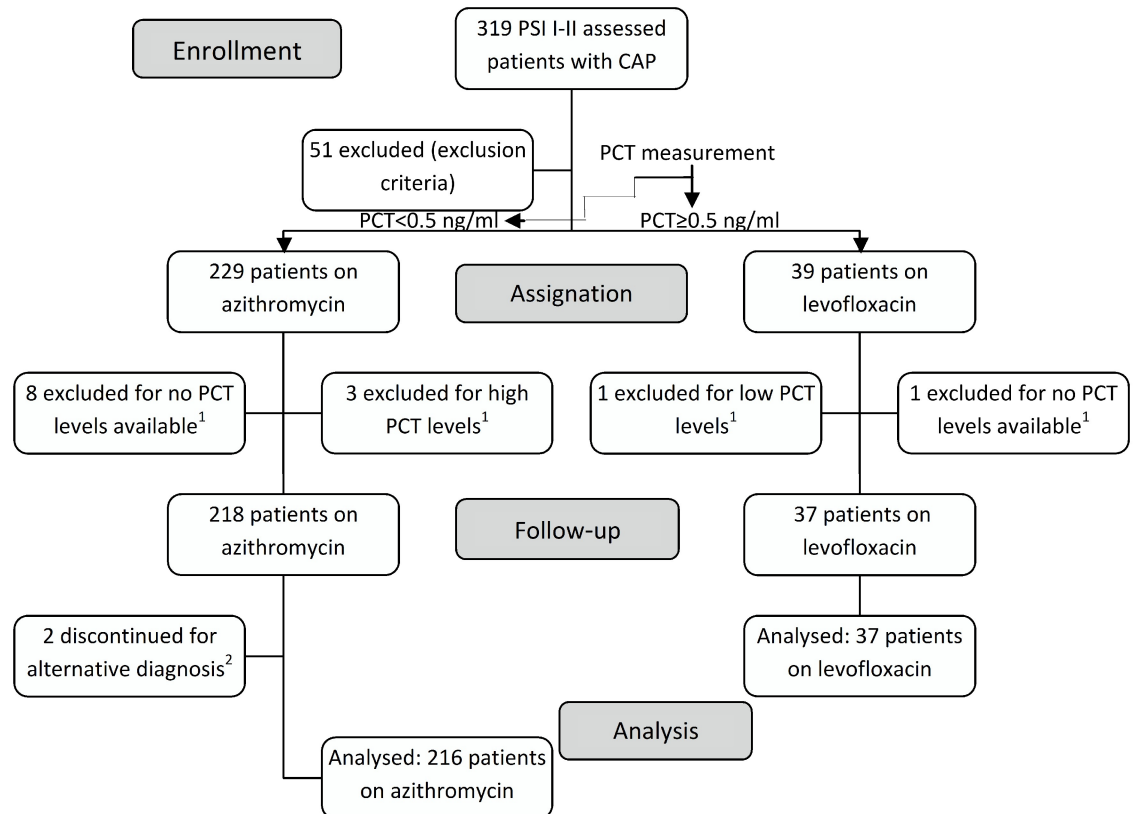 Enrollment
319 PSI I-II assessed
patients with CAP
51 excluded (exclusion
criteria)
PCT measurement
PCT<0.5 ng/ml
PCT≥0.5 ng/ml
229 patients on
azithromycin
Assignation
39 patients on
levofloxacin
8 excluded for no PCT
levels available1
3 excluded for high
PCT levels1
1 excluded for low PCT
levels1
1 excluded for no PCT
levels available1
218 patients on
azithromycin
Follow-up
37 patients on
levofloxacin
2 discontinued for
alternative diagnosis2
Analysed: 37 patients
on levofloxacin
Analysis
Analysed: 216 patients
on azithromycin